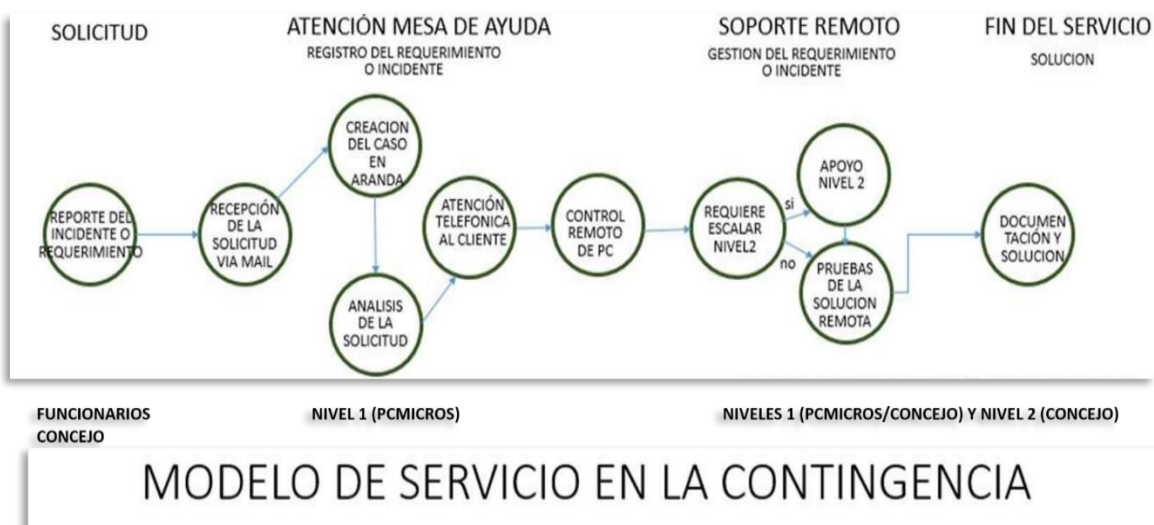 SOLICITUD
ATENCIÓN MESA DE AYUDA
REGISTRO DEL REQUERIMIENTO
O INCIDENTE
SOPORTE REMOTO
GESTION DEL REQUERIMIENTO
O INCIDENTE
FIN DEL SERVICIO
SOLUCION
REPORTE DEL
INCIDENTE O
REQUERIMIENTO
RECEPCIÓN
DE LA
SOLICITUD
VIA MAIL
CREACION
DEL CASO
EN
ARANDA
ANALISIS
DE LA
SOLICITUD
ATENCIÓN
TELEFONICA
AL CLIENTE
CONTROL
REMOTO
DE PC
REQUIERE
ESCALAR
NIVEL2
si
no
APOYO
NIVEL 2
PRUEBAS
DE LA
SOLUCION
REMOTA
DOCUMEN
TACIÓN Y
SOLUCION
FUNCIONARIOS
CONCEJO
NIVEL 1 (PCMICROS)
NIVELES 1 (PCMICROS/CONCEJO) Y NIVEL 2 (CONCEJO)
MODELO DE SERVICIO EN LA CONTINGENCIA